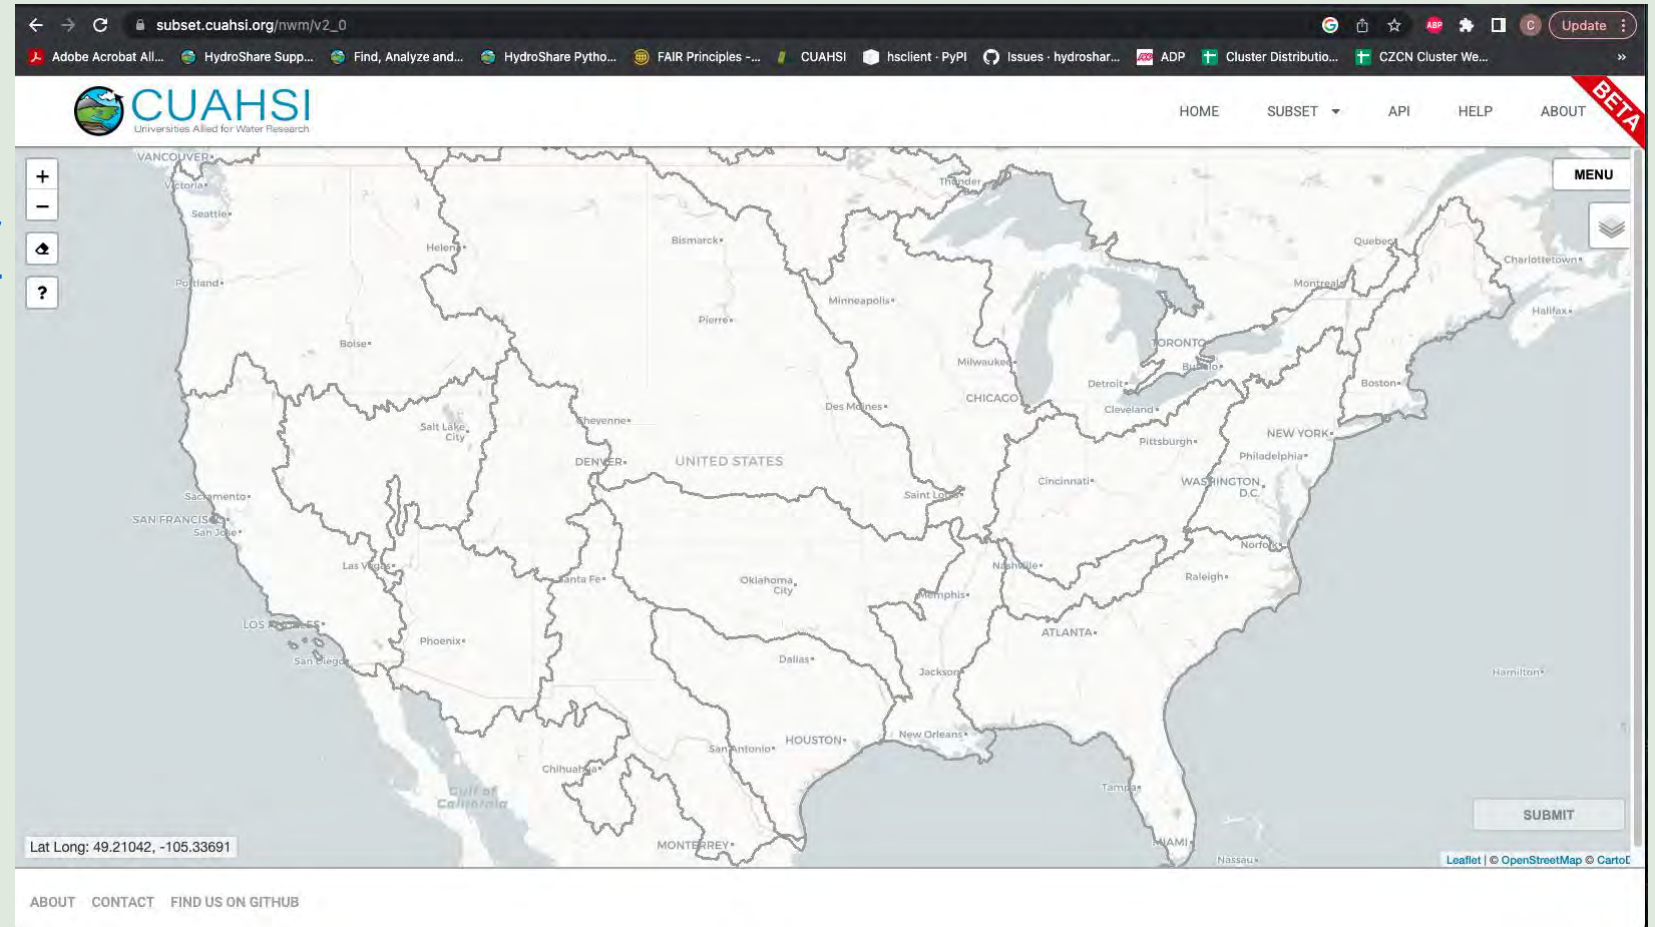 subset.cuahsi.org/nwm/v2_0
ABP
C
Update
Adobe Acrobat All... HydroShare Supp... Find, Analyze and... HydroShare Pytho... FAIR Principles -... CUAHSI hsclient · PyPI Issues · hydroshar... ADP Cluster Distributio... CZCN Cluster We... »
CUAHSI
Universities Allied for Water Research
HOME SUBSET API HELP ABOUT
BETA
+
−
?
MENU
VANCOUVER
Victoria
Thunder
Seattle
Bismarck
Quebec
Helena
Charlottetown
Portland
Montreal
Minneapolis
Halifax
Pierre
Boise
TORONTO
Milwaukee
Buffalo
Detroit
Boston
CHICAGO
Des Moines
Cleveland
Cheyenne
Salt Lake
City
NEW YORK
Pittsburgh
Philadelphia
DENVER
UNITED STATES
Cincinnati
WASHINGTON
D.C.
Sacramento
Saint Louis
SAN FRANCISCO
San Jose
Norfolk
Las Vegas
Nashville
Santa Fe
Raleigh
Oklahoma
City
Memphis
LOS ANGELES
Phoenix
ATLANTA
San Diego
Dallas
Jackson
Hamilton
New Orleans
HOUSTON
San Antonio
Chihuahua
Gulf of
California
Tampa
SUBMIT
MIAMI
MONTERREY
Nassau
Lat Long: 49.21042, -105.33691
Leaflet | © OpenStreetMap © CartoD
ABOUT CONTACT FIND US ON GITHUB